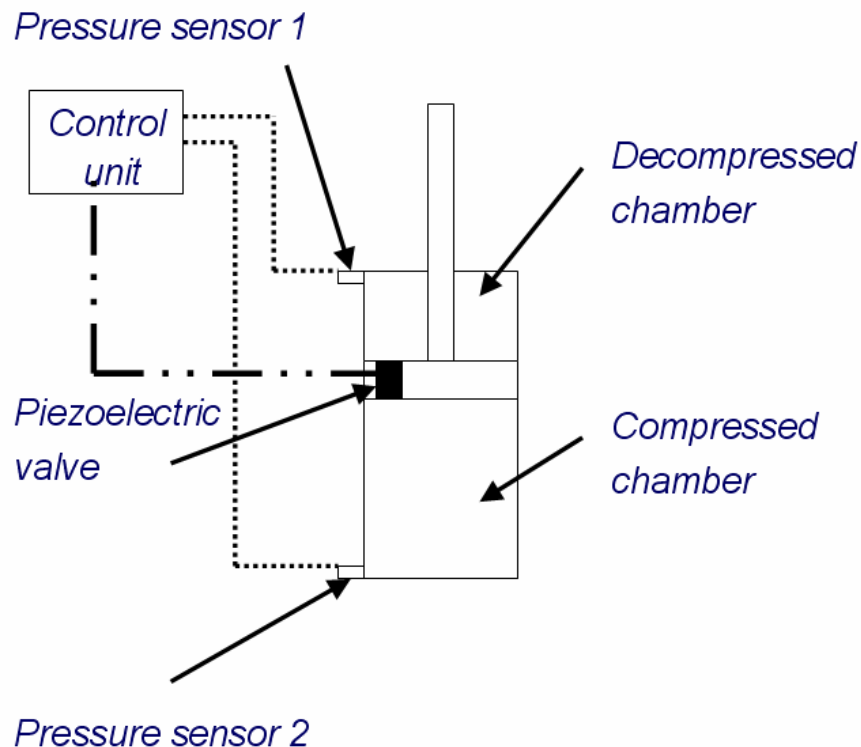 Pressure sensor 1
Control
unit
Decompressed
chamber
Piezoelectric
valve
Compressed
chamber
Pressure sensor 2